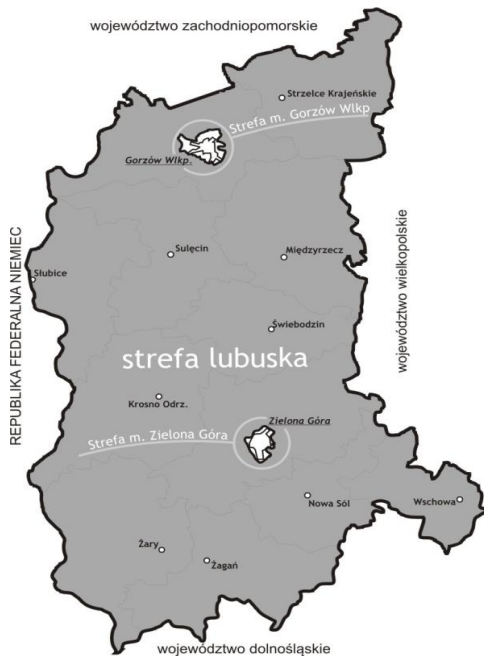 województwo zachodniopomorskie
Strzelce Krajeńskie
Strefa m. Gorzów Wlkp
Gorzów Wlkp.
Sulęcin
Międzyrzecz
Słubice
REPUBLIKA FEDERALNA NIEMIEC
województwo wielkopolskie
Świebodzin
strefa lubuska
Krosno Odrz.
Zielona Góra
Strefa m. Zielona Góra
Nowa Sól
Wschowa
Żary
Żagań
województwo dolnośląskie